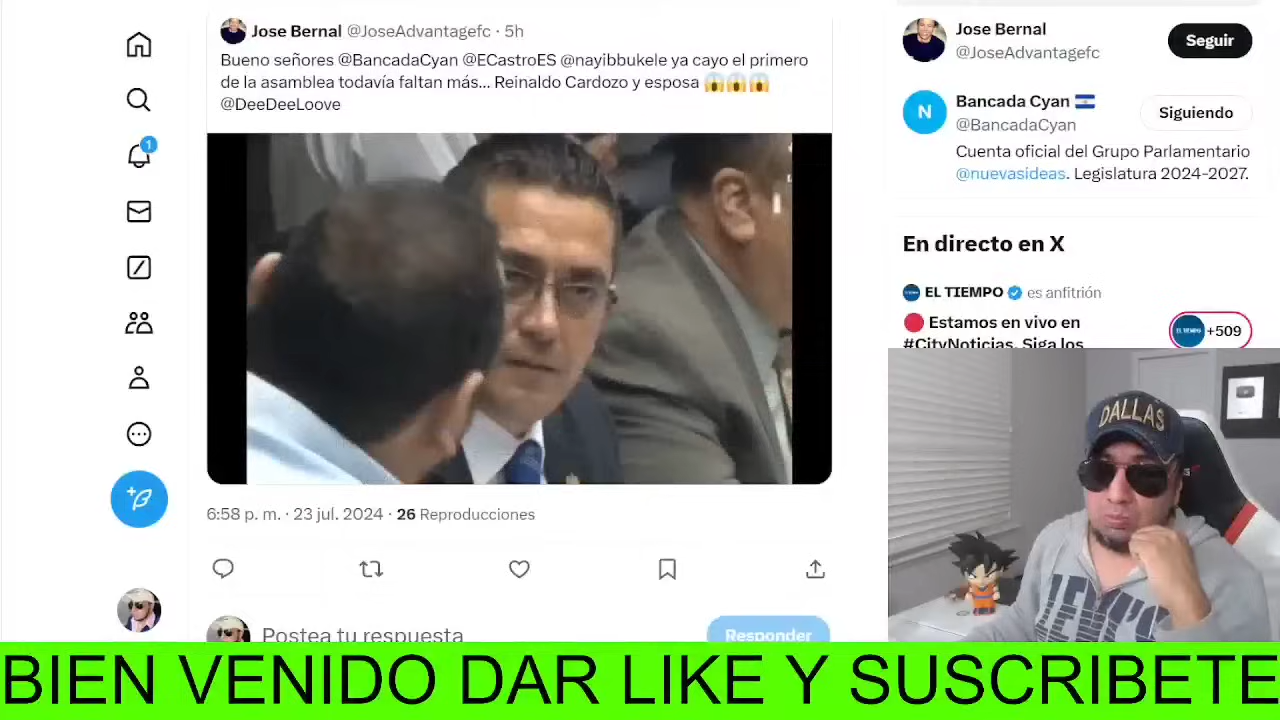 Jose Bernal @JoseAdvantagefc · 5h
Bueno señores @BancadaCyan @ECastroES @nayibbukele ya cayo el primero
de la asamblea todavía faltan más... Reinaldo Cardozo y esposa 😱😱😱
@DeeDeeLoove
6:58 p. m. · 23 jul. 2024 · 26 Reproducciones
Postea tu respuesta
Responder
1
Jose Bernal
@JoseAdvantagefc
Seguir
N
Bancada Cyan 🇸🇻
@BancadaCyan
Siguiendo
Cuenta oficial del Grupo Parlamentario
@nuevasideas. Legislatura 2024-2027.
En directo en X
EL TIEMPO es anfitrión
🔴 Estamos en vivo en
#CityNoticias. Siga los
+509
DALLAS
BIEN VENIDO DAR LIKE Y SUSCRIBETE